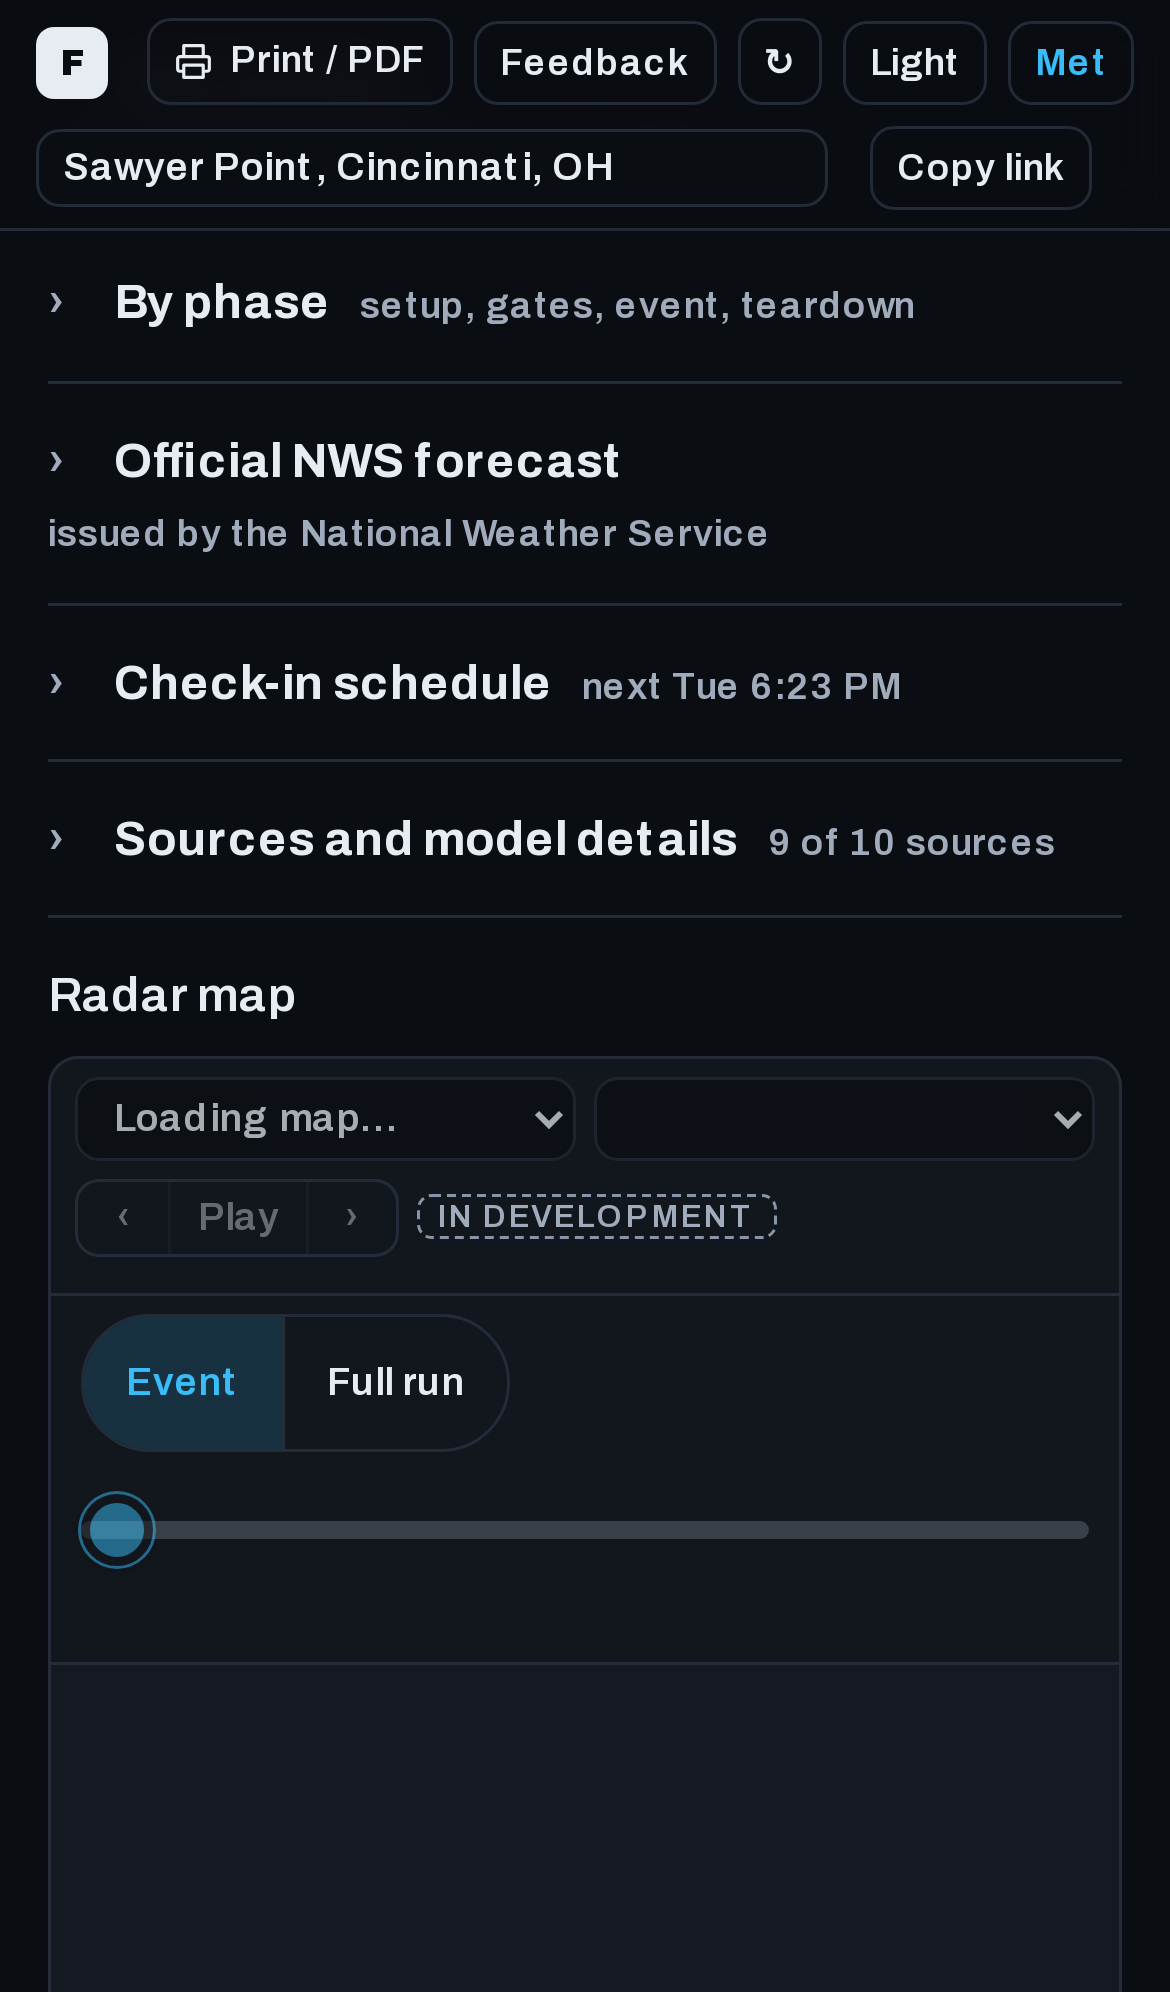 F Print / PDF Feedback ↻ Light Met
Sawyer Point, Cincinnati, OH Copy link
› By phase setup, gates, event, teardown
› Official NWS forecast
issued by the National Weather Service
› Check-in schedule next Tue 6:23 PM
› Sources and model details 9 of 10 sources
Radar map
Loading map...
‹ Play › IN DEVELOPMENT
Event Full run